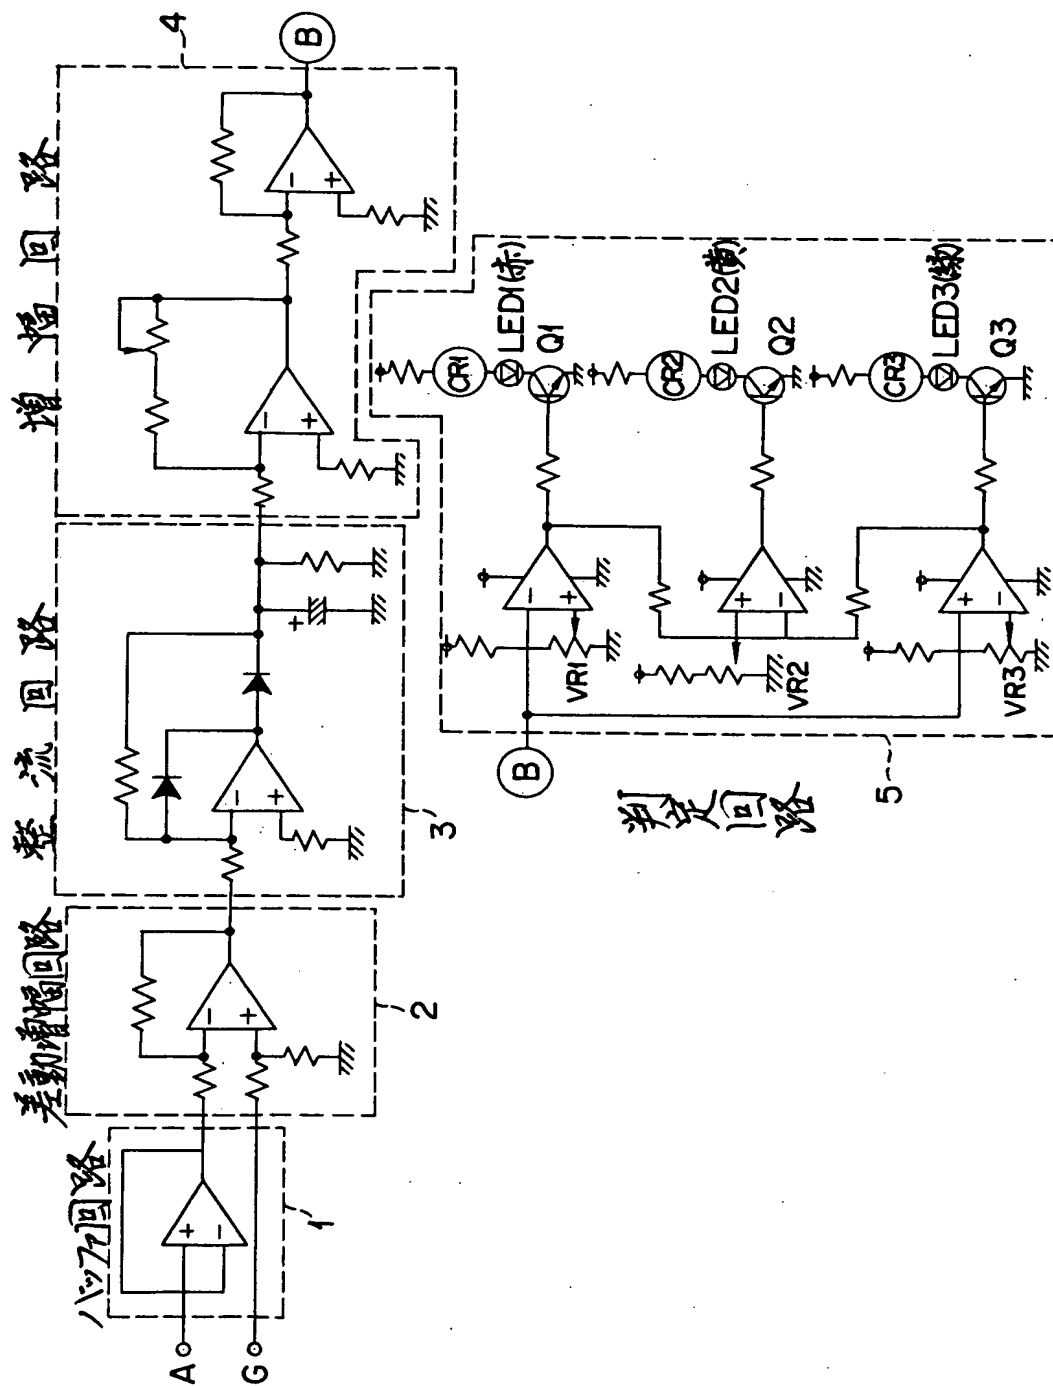 バッファ回路
差動増幅回路
整流回路
増幅回路
A
G
1
2
3
4
B
B
判定回路
5
VR1
VR2
VR3
CR1
LED1(赤)
Q1
CR2
LED2(黄)
Q2
CR3
LED3(緑)
Q3